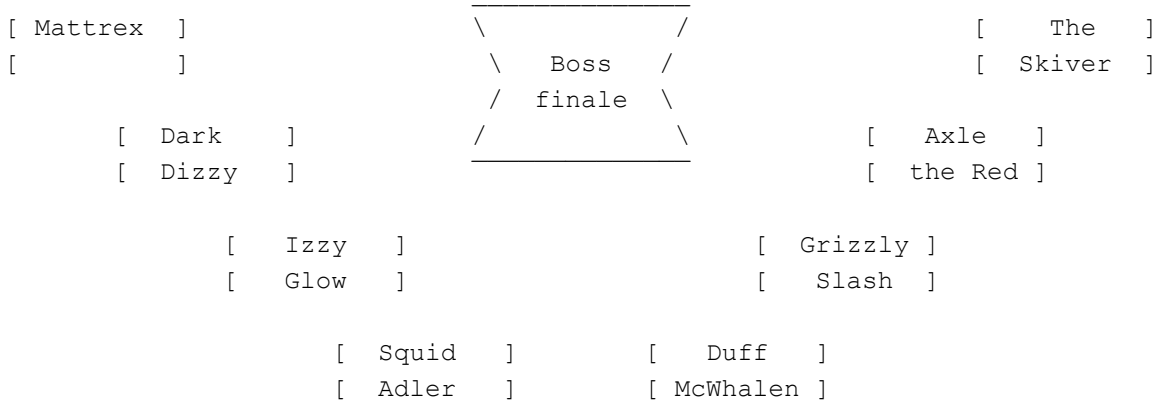 [ Mattrex ]
[ ]
\ /
\ Boss /
/ finale \
/ \
[ The ]
[ Skiver ]
[ Dark ]
[ Dizzy ]
[ Axle ]
[ the Red ]
[ Izzy ]
[ Glow ]
[ Grizzly ]
[ Slash ]
[ Squid ]
[ Adler ]
[ Duff ]
[ McWhalen ]